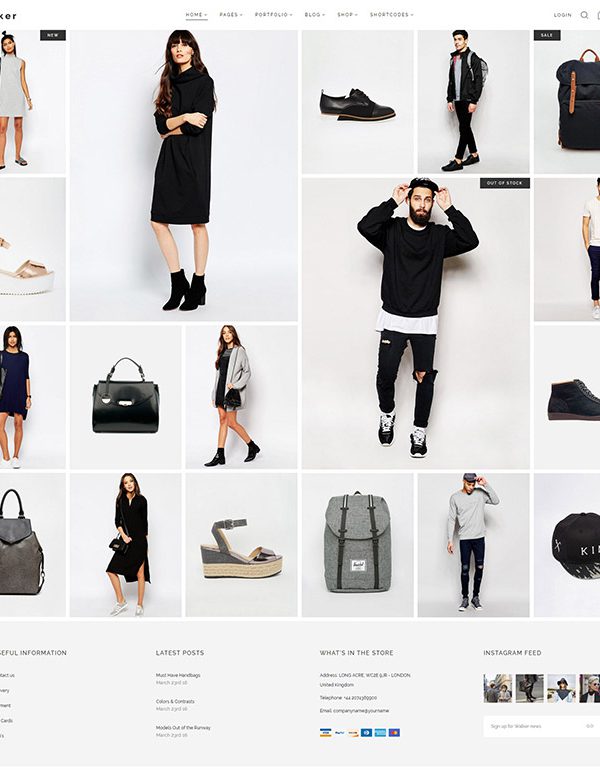 ker
HOME PAGES PORTFOLIO BLOG SHOP SHORTCODES
LOGIN
NEW
SALE
OUT OF STOCK
KIN
SEFUL INFORMATION
tact us
very
ment
Cards
's
LATEST POSTS
Must Have Handbags
March 23rd 16
Colors & Contrasts
March 23rd 16
Models Out of the Runway
March 23rd 16
WHAT'S IN THE STORE
Address: LONG ACRE, WC2E 9JR - LONDON,
United Kingdom
Telephone: +44 2074369900
Email: companyname@yourname
INSTAGRAM FEED
Sign up for Walker news
GO